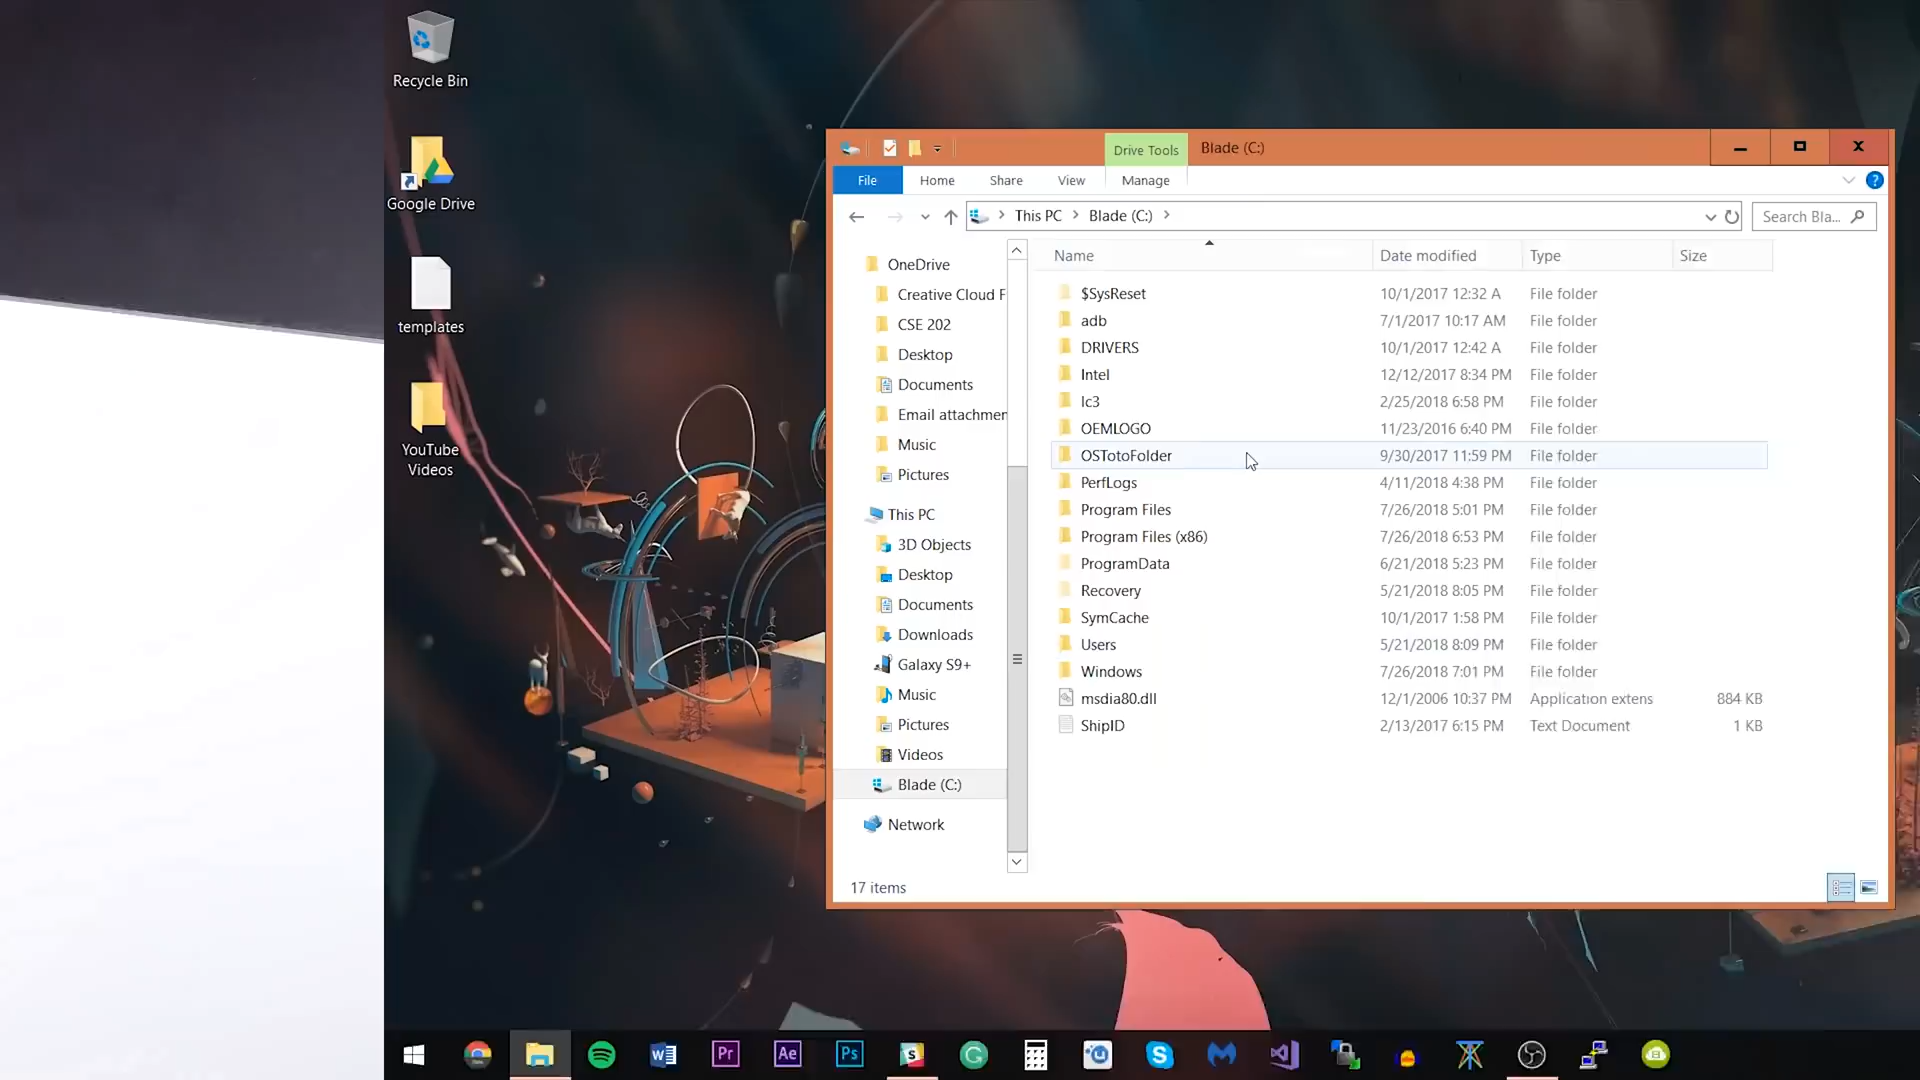 Recycle Bin
Google Drive
templates
YouTube
Videos
Drive Tools
Blade (C:)
File
Home
Share
View
Manage
This PC
Blade (C:)
Search Bla...
OneDrive
Creative Cloud F
CSE 202
Desktop
Documents
Email attachmen
Music
Pictures
This PC
3D Objects
Desktop
Documents
Downloads
Galaxy S9+
Music
Pictures
Videos
Blade (C:)
Network
Name Date modified Type Size
$SysReset 10/1/2017 12:32 A File folder
adb 7/1/2017 10:17 AM File folder
DRIVERS 10/1/2017 12:42 A File folder
Intel 12/12/2017 8:34 PM File folder
lc3 2/25/2018 6:58 PM File folder
OEMLOGO 11/23/2016 6:40 PM File folder
OSTotoFolder 9/30/2017 11:59 PM File folder
PerfLogs 4/11/2018 4:38 PM File folder
Program Files 7/26/2018 5:01 PM File folder
Program Files (x86) 7/26/2018 6:53 PM File folder
ProgramData 6/21/2018 5:23 PM File folder
Recovery 5/21/2018 8:05 PM File folder
SymCache 10/1/2017 1:58 PM File folder
Users 5/21/2018 8:09 PM File folder
Windows 7/26/2018 7:01 PM File folder
msdia80.dll 12/1/2006 10:37 PM Application extens 884 KB
ShipID 2/13/2017 6:15 PM Text Document 1 KB
17 items
Pr
Ae
Ps